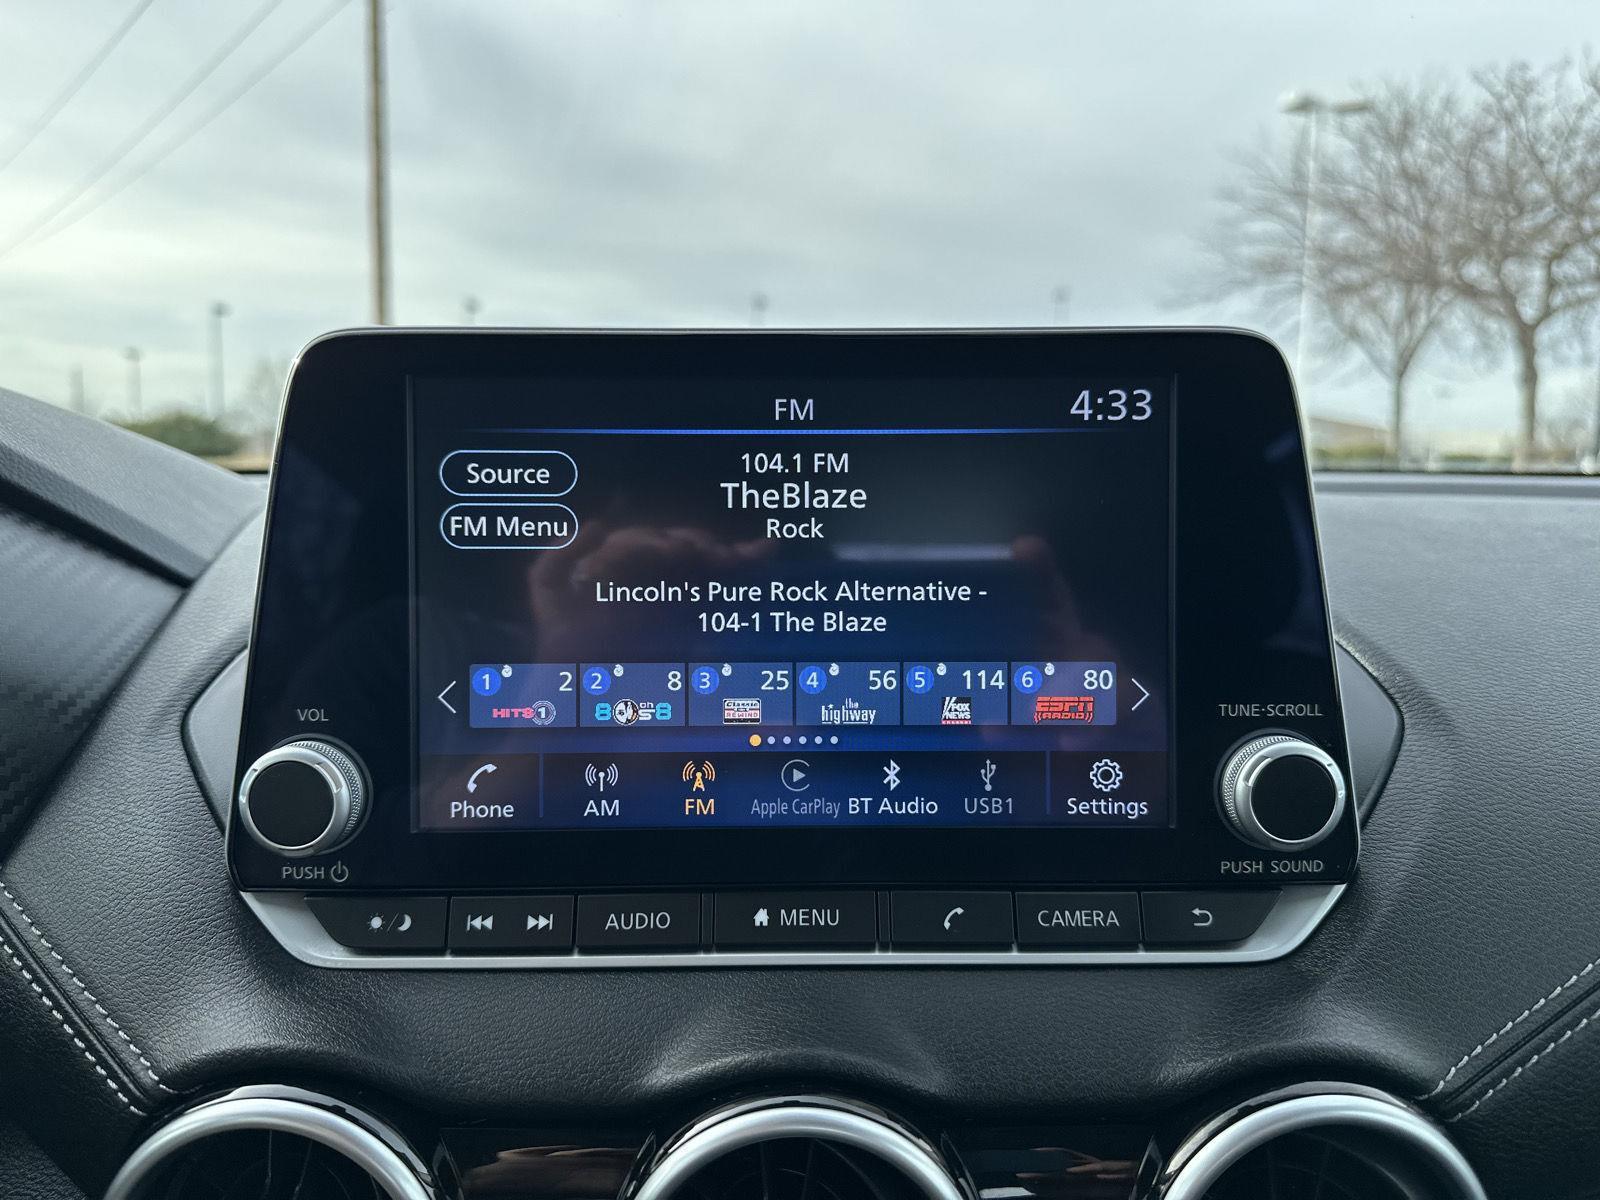 FM
4:33
Source
FM Menu
104.1 FM
TheBlaze
Rock
Lincoln's Pure Rock Alternative -
104-1 The Blaze
1 2
HITS 1
2 8
80s on 8
3 25
Classic
REWIND
4 56
the
highway
5 114
FOX
NEWS
6 80
ESPN
RADIO
Phone
AM
FM
Apple CarPlay
BT Audio
USB1
Settings
VOL
PUSH
TUNE·SCROLL
PUSH SOUND
AUDIO
MENU
CAMERA